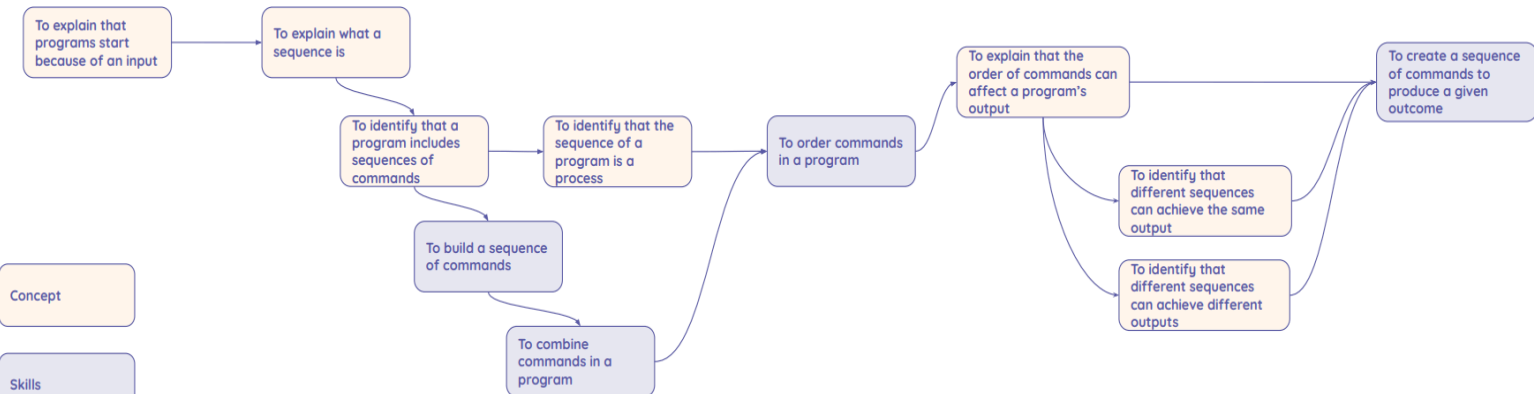 To explain that
programs start
because of an input
To explain what a
sequence is
To identify that a
program includes
sequences of
commands
To identify that the
sequence of a
program is a
process
To build a sequence
of commands
To combine
commands in a
program
To order commands
in a program
To explain that the
order of commands can
affect a program's
output
To identify that
different sequences
can achieve the same
output
To identify that
different sequences
can achieve different
outputs
To create a sequence
of commands to
produce a given
outcome
Concept
Skills